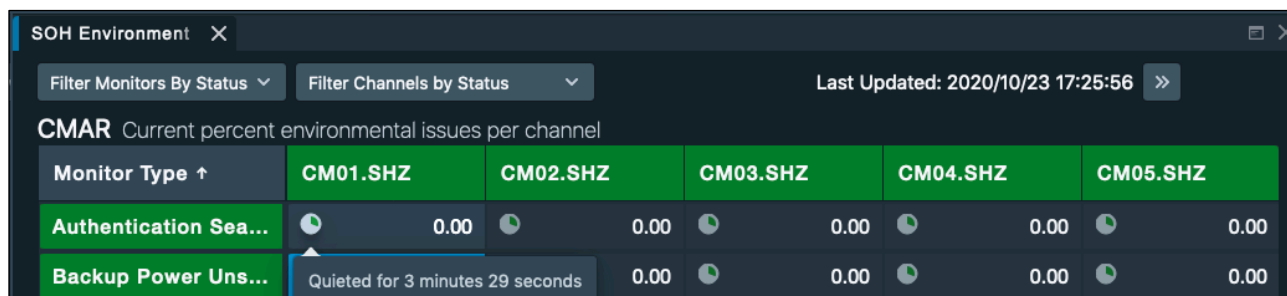 SOH Environment
Filter Monitors By Status Filter Channels by Status Last Updated: 2020/10/23 17:25:56 »
CMAR Current percent environmental issues per channel
Monitor Type ↑ CM01.SHZ CM02.SHZ CM03.SHZ CM04.SHZ CM05.SHZ
Authentication Sea... 0.00 0.00 0.00 0.00 0.00
Backup Power Uns... Quieted for 3 minutes 29 seconds 0.00 0.00 0.00 0.00